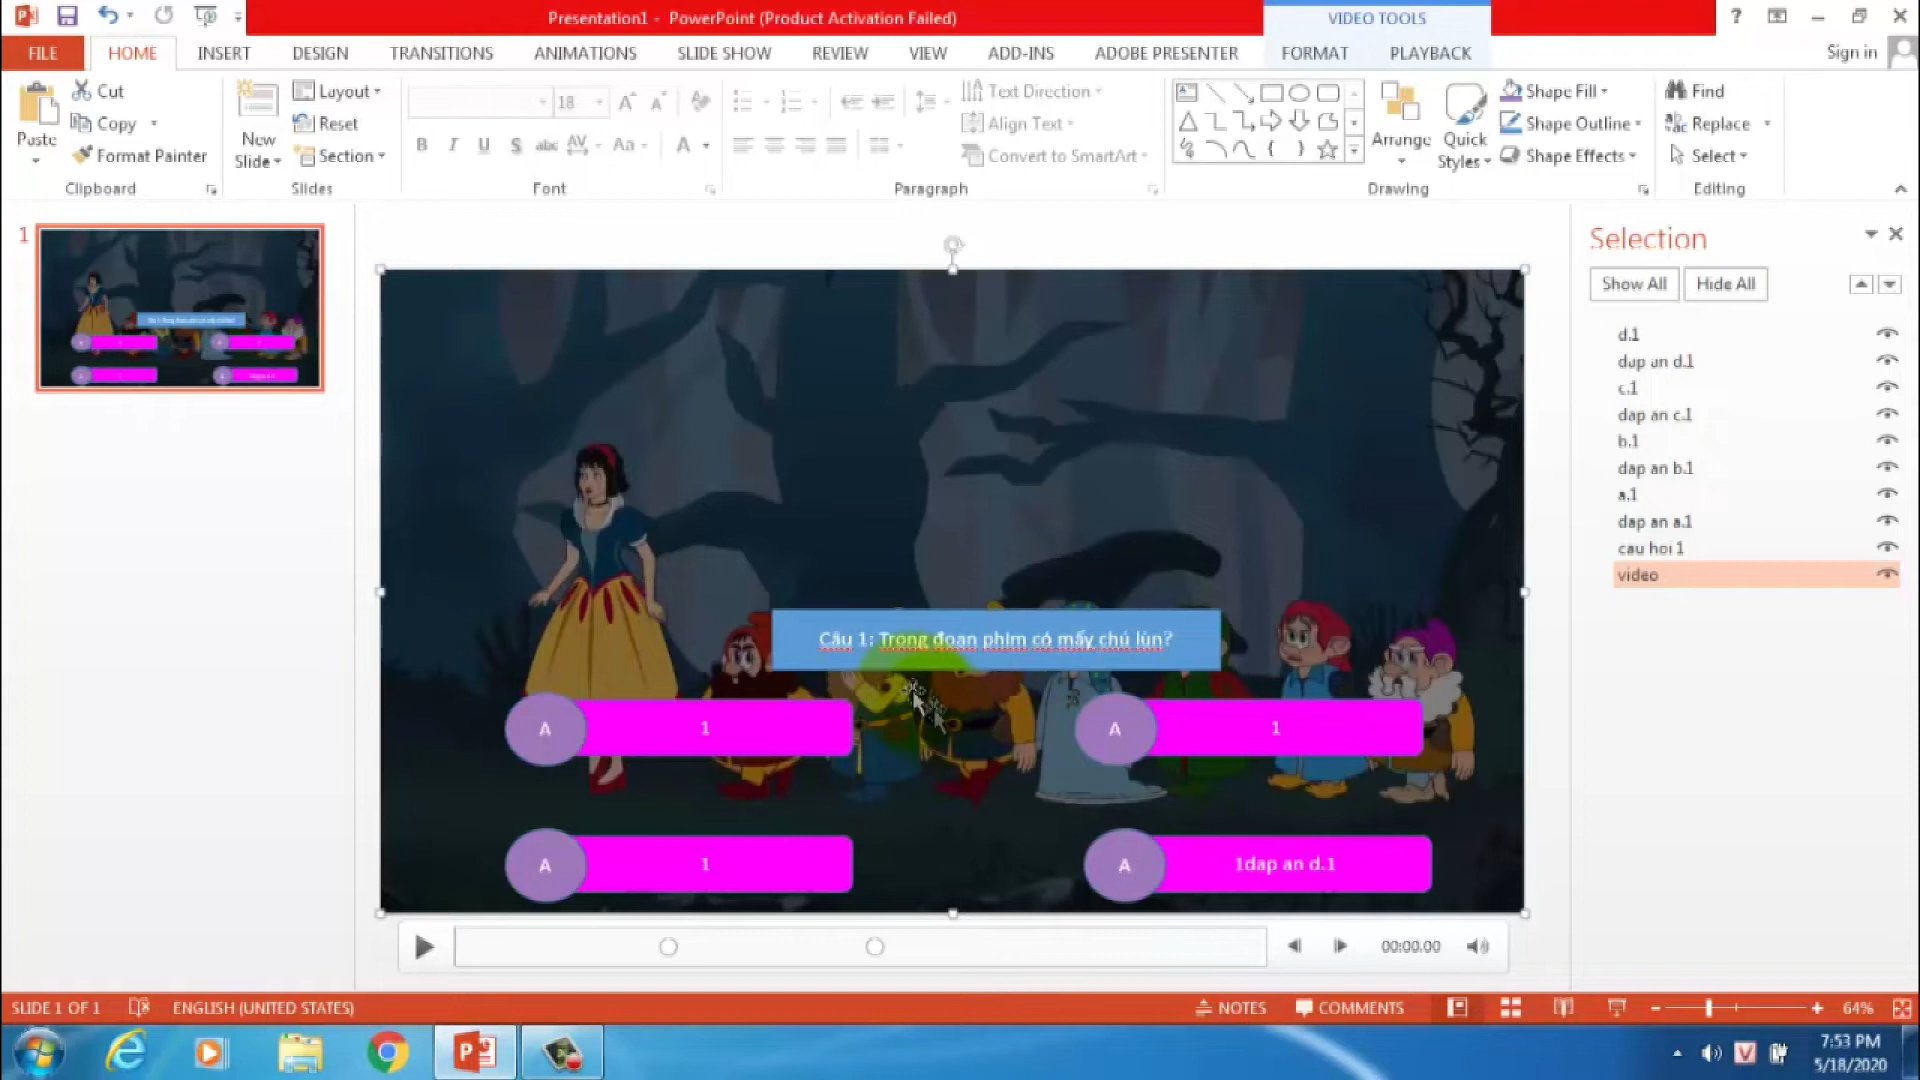 Presentation1 - PowerPoint (Product Activation Failed)
VIDEO TOOLS
?
FILE
HOME
INSERT
DESIGN
TRANSITIONS
ANIMATIONS
SLIDE SHOW
REVIEW
VIEW
ADD-INS
ADOBE PRESENTER
FORMAT
PLAYBACK
Sign in
Paste
Cut
Copy
Format Painter
Clipboard
New
Slide
Layout
Reset
Section
Slides
18
B I U S abc AV Aa A
Font
Text Direction
Align Text
Convert to SmartArt
Paragraph
Arrange
Quick
Styles
Shape Fill
Shape Outline
Shape Effects
Drawing
Find
Replace
Select
Editing
1
Câu 1: Trong đoạn phim có mấy chú lùn?
A 1
A 1
A 1
A 1dap an d.1
00:00.00
Selection
Show All
Hide All
d.1
dap an d.1
c.1
dap an c.1
b.1
dap an b.1
a.1
dap an a.1
cau hoi 1
video
SLIDE 1 OF 1
ENGLISH (UNITED STATES)
NOTES
COMMENTS
64%
7:53 PM
5/18/2020